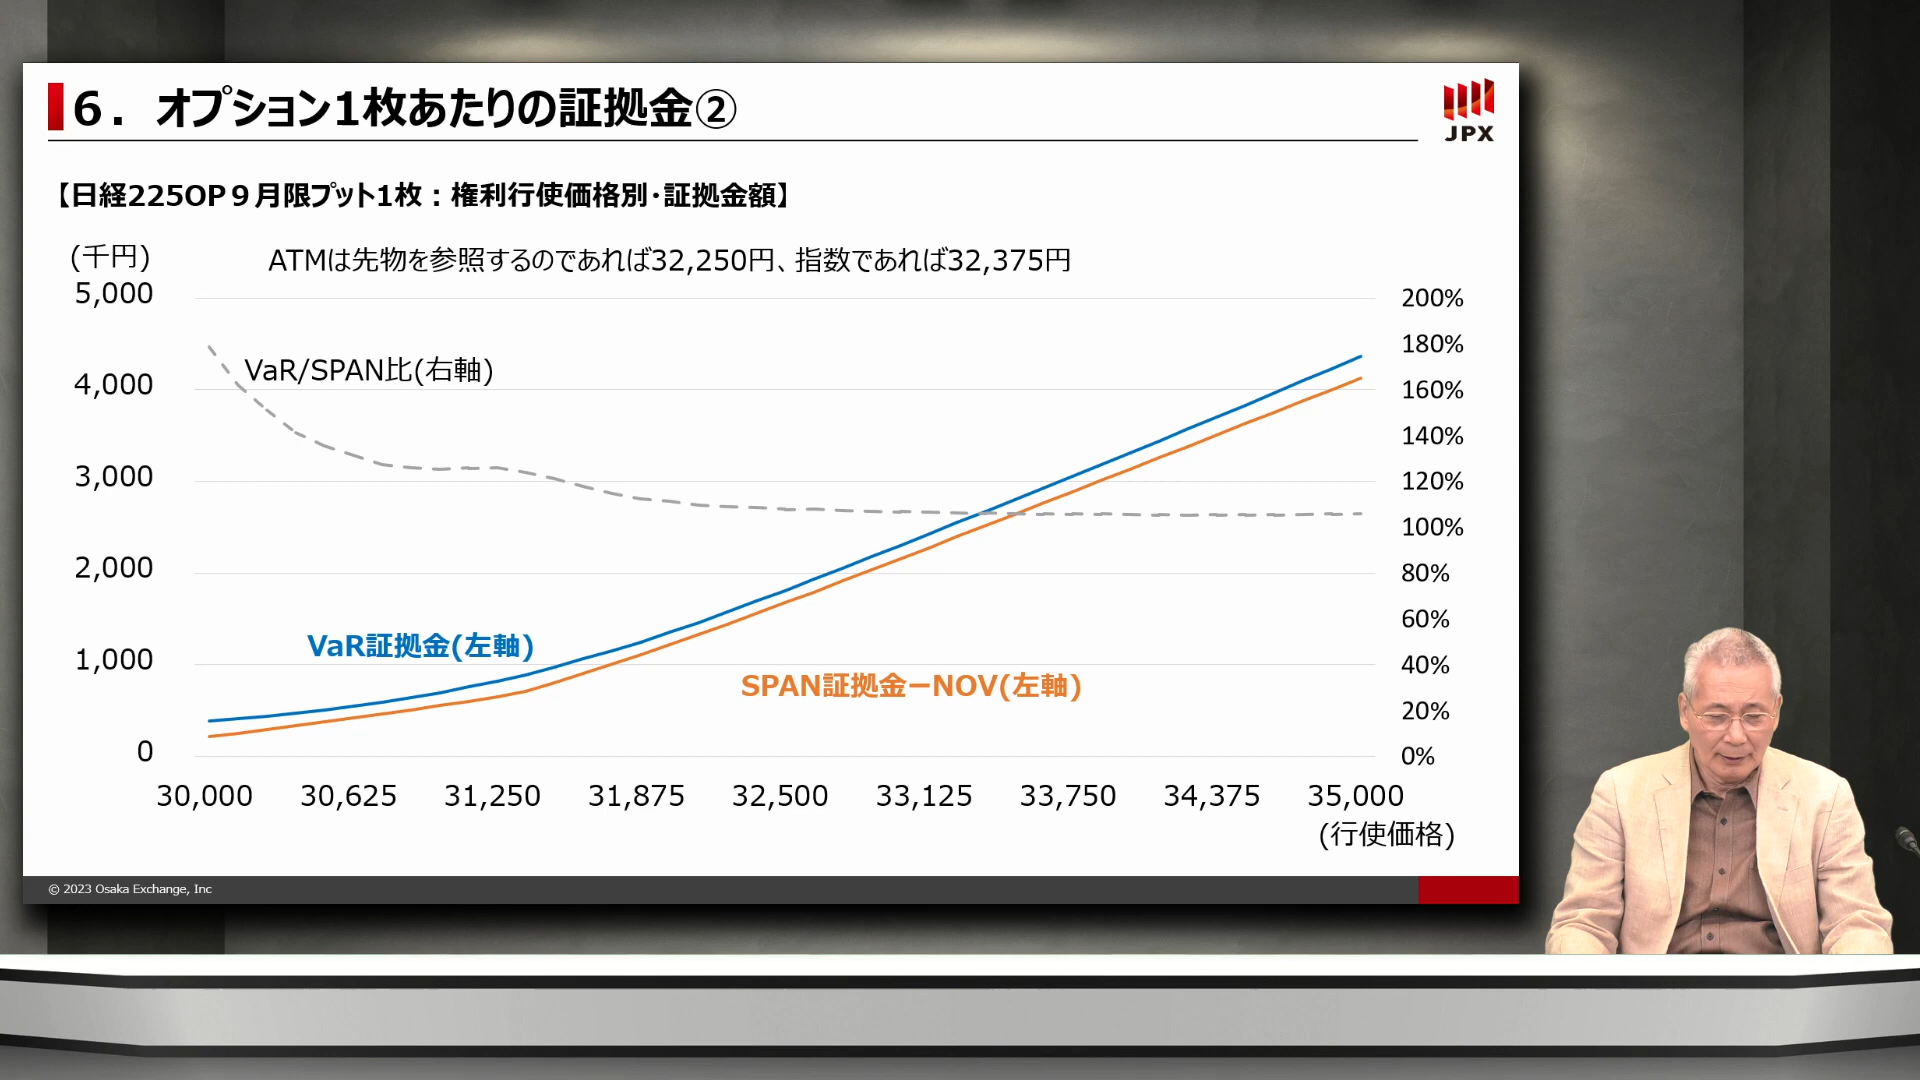 6．オプション1枚あたりの証拠金②
JPX
【日経225OP９月限プット1枚：権利行使価格別・証拠金額】
(千円)
ATMは先物を参照するのであれば32,250円、指数であれば32,375円
5,000
4,000
3,000
2,000
1,000
0
200%
180%
160%
140%
120%
100%
80%
60%
40%
20%
0%
VaR/SPAN比(右軸)
VaR証拠金(左軸)
SPAN証拠金－NOV(左軸)
30,000 30,625 31,250 31,875 32,500 33,125 33,750 34,375 35,000
(行使価格)
© 2023 Osaka Exchange, Inc